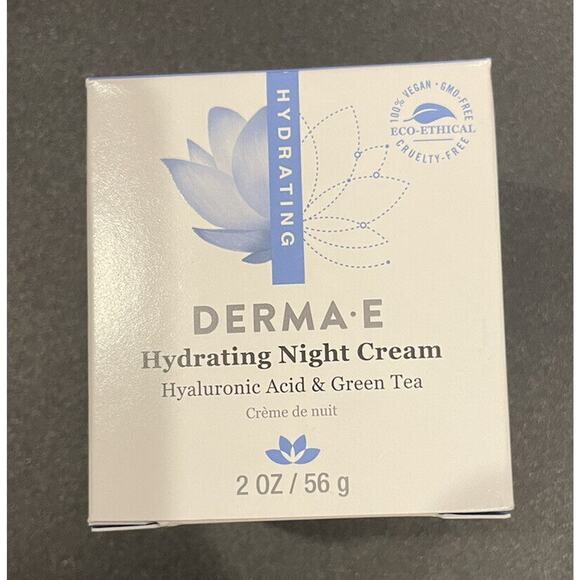 HYDRATING
100% VEGAN • GMO-FREE
ECO-ETHICAL
CRUELTY-FREE
DERMA·E
Hydrating Night Cream
Hyaluronic Acid & Green Tea
Crème de nuit
2 OZ / 56 g